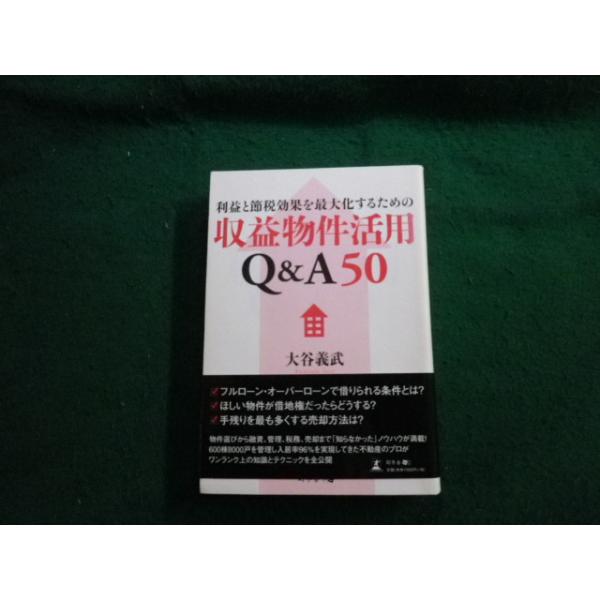 利益と節税効果を最大化するための
収益物件活用
Q&A 50
大谷義武
フルローン・オーバーローンで借りられる条件とは?
ほしい物件が借地権だったらどうする?
手残りを最も多くする売却方法は?
物件選びから融資、管理、税務、売却まで「知らなかった」ノウハウが満載!
600棟8000戸を管理し入居率96%を実現してきた不動産のプロが
ワンランク上の知識とテクニックを全公開